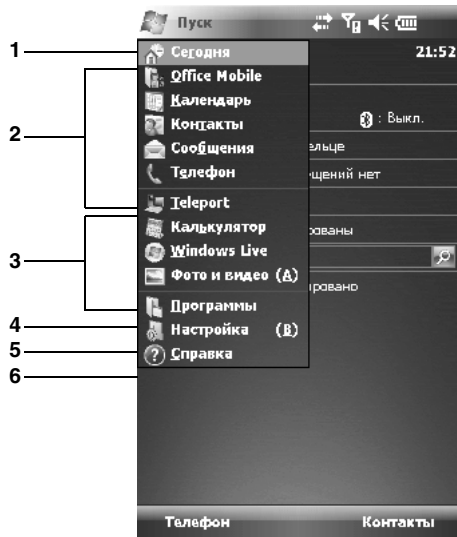 Пуск
1
Сегодня
21:52
Office Mobile
Календарь
2
Контакты
: Выкл.
Сообщения
ельце
Телефон
щений нет
Teleport
3
Калькулятор
рованы
Windows Live
Фото и видео (A)
ировано
Программы
4
Настройка (B)
5
Справка
6
Телефон
Контакты